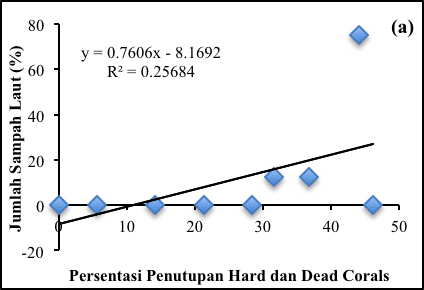 (a)
y = 0.7606x - 8.1692
R² = 0.25684
Jumlah Sampah Laut (%)
80
60
40
20
0
-20
0 10 20 30 40 50
Persentasi Penutupan Hard dan Dead Corals